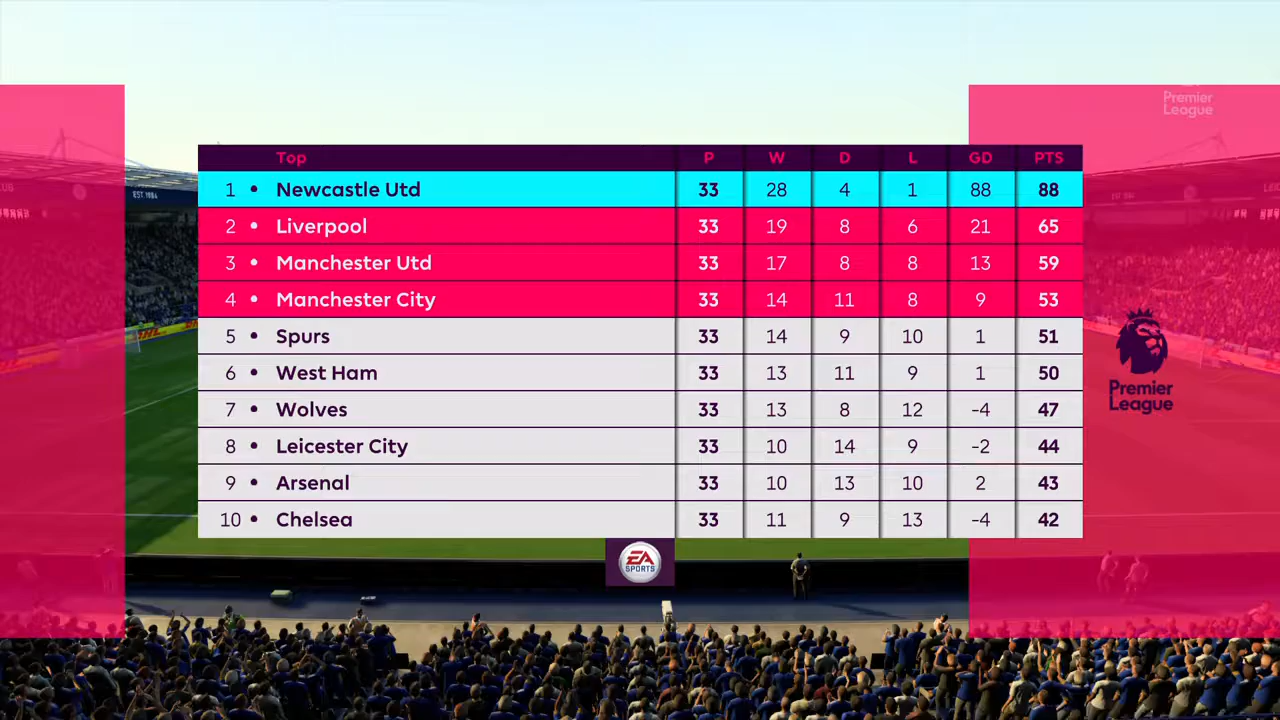 Premier
League
Top P W D L GD PTS
1 • Newcastle Utd 33 28 4 1 88 88
2 • Liverpool 33 19 8 6 21 65
3 • Manchester Utd 33 17 8 8 13 59
4 • Manchester City 33 14 11 8 9 53
5 • Spurs 33 14 9 10 1 51
6 • West Ham 33 13 11 9 1 50
7 • Wolves 33 13 8 12 -4 47
8 • Leicester City 33 10 14 9 -2 44
9 • Arsenal 33 10 13 10 2 43
10 • Chelsea 33 11 9 13 -4 42
EST. 1884
DHL
Premier
League
EA
SPORTS